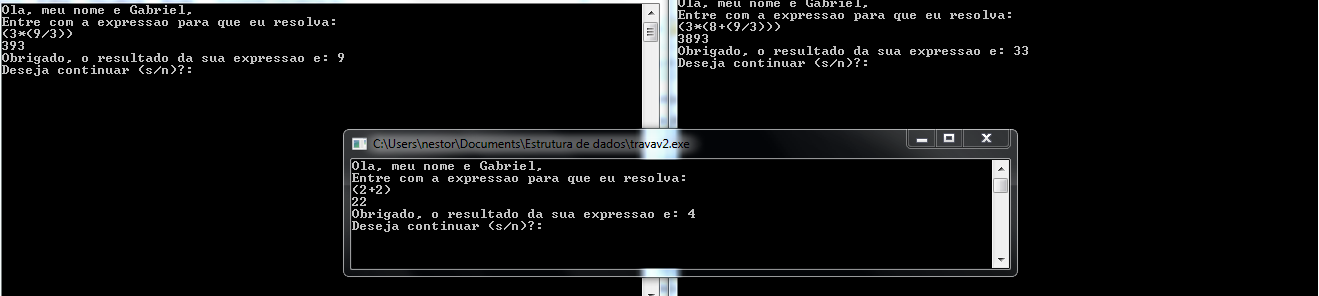 Ola, meu nome e Gabriel,
Entre com a expressao para que eu resolva:
(3*(9/3))
393
Obrigado, o resultado da sua expressao e: 9
Deseja continuar (s/n)?:
Ola, meu nome e Gabriel,
Entre com a expressao para que eu resolva:
(3*(8+(9/3)))
3893
Obrigado, o resultado da sua expressao e: 33
Deseja continuar (s/n)?:
C:\Users\nestor\Documents\Estrutura de dados\travav2.exe
Ola, meu nome e Gabriel,
Entre com a expressao para que eu resolva:
(2+2)
22
Obrigado, o resultado da sua expressao e: 4
Deseja continuar (s/n)?: